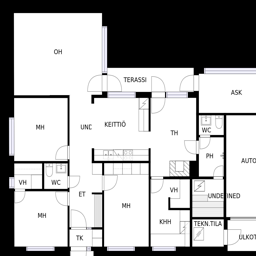 OH
TERASSI
ASK
MH
UNC
KEITTIÖ
TH
WC
AUTO
PH
VH
WC
ET
VH
UNDEFINED
MH
MH
KHH
TEKN.TILA
TK
ULKOT